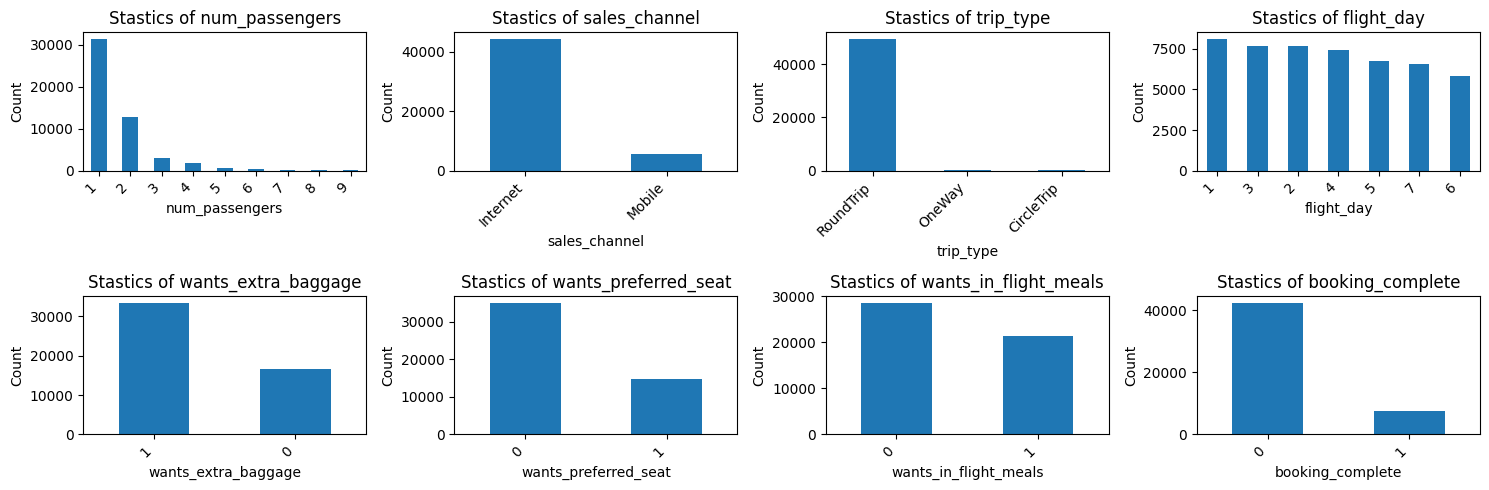 Stastics of num_passengers
Count
30000
20000
10000
0
1 2 3 4 5 6 7 8 9
num_passengers
Stastics of sales_channel
Count
40000
20000
0
Internet Mobile
sales_channel
Stastics of trip_type
Count
40000
20000
0
RoundTrip OneWay CircleTrip
trip_type
Stastics of flight_day
Count
7500
5000
2500
0
1 3 2 4 5 7 6
flight_day
Stastics of wants_extra_baggage
Count
30000
20000
10000
0
1 0
wants_extra_baggage
Stastics of wants_preferred_seat
Count
30000
20000
10000
0
0 1
wants_preferred_seat
Stastics of wants_in_flight_meals
Count
30000
20000
10000
0
0 1
wants_in_flight_meals
Stastics of booking_complete
Count
40000
20000
0
0 1
booking_complete